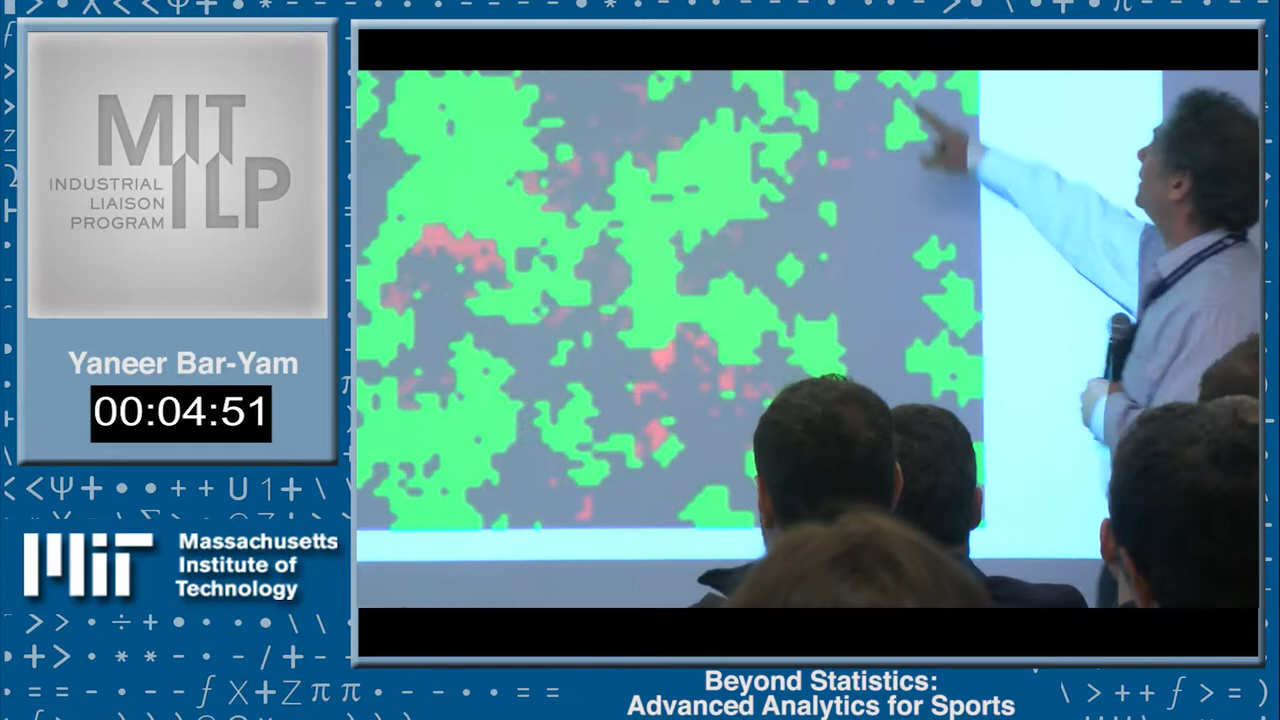 MIT
ILP
INDUSTRIAL
LIAISON
PROGRAM
Yaneer Bar-Yam
00:04:51
MIT
Massachusetts
Institute of
Technology
Beyond Statistics:
Advanced Analytics for Sports